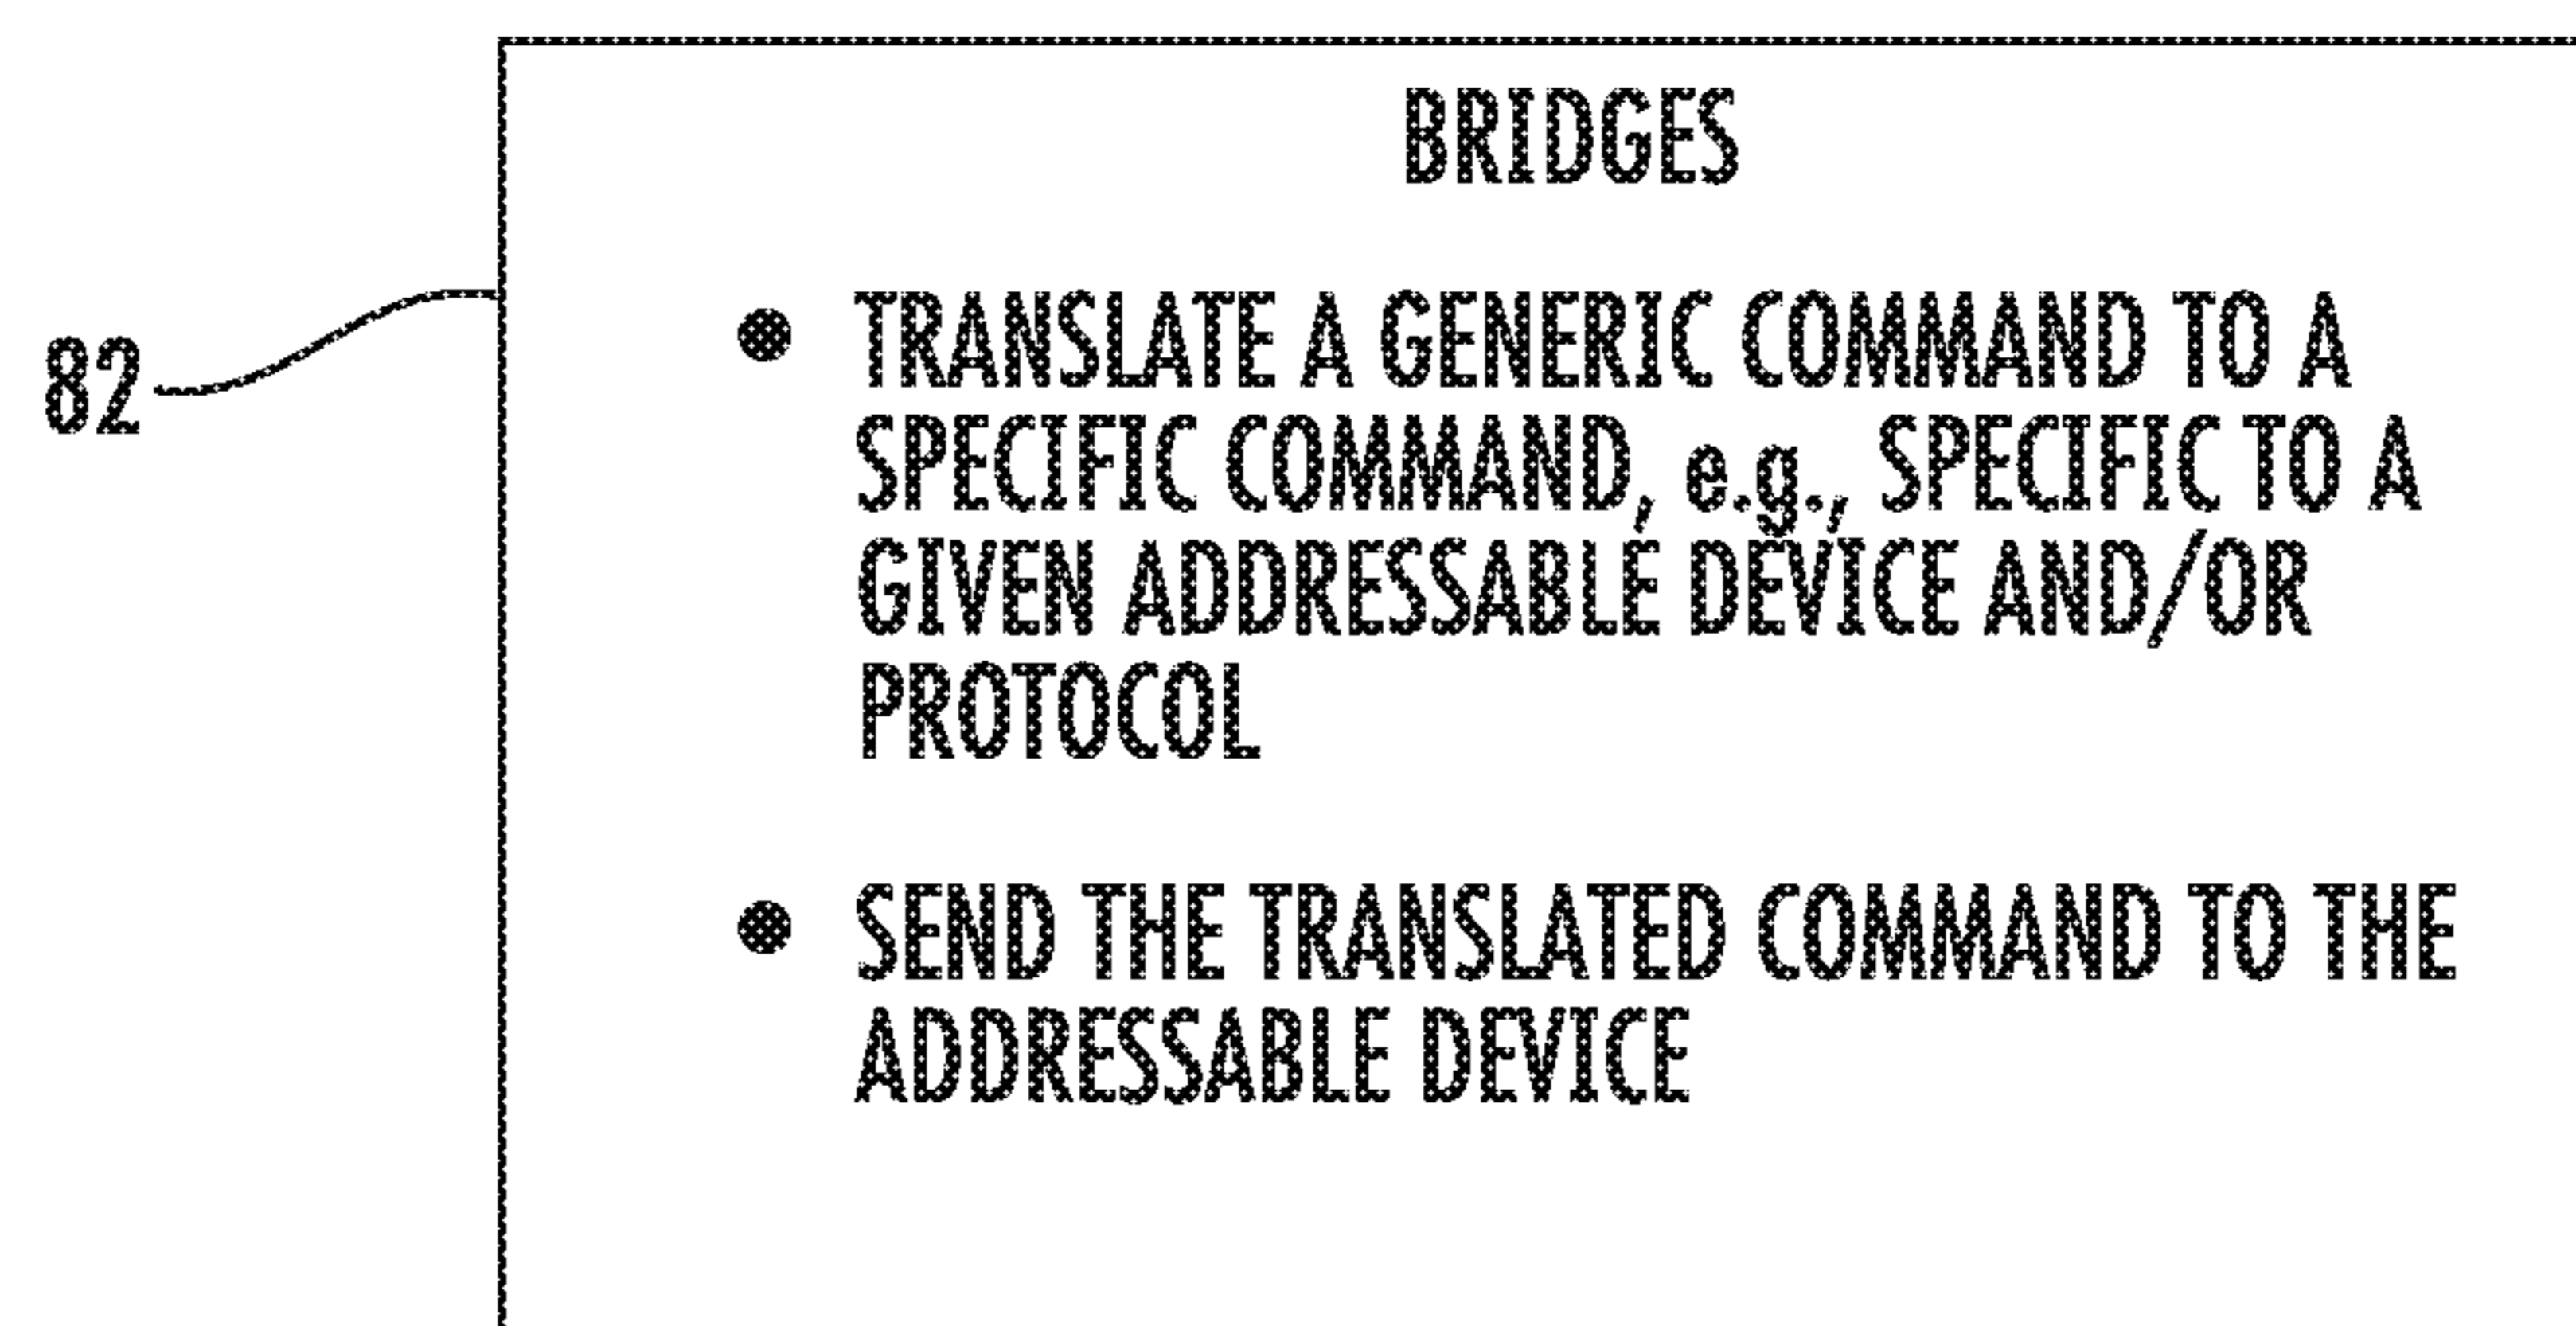 BRIDGES
82
● TRANSLATE A GENERIC COMMAND TO A
SPECIFIC COMMAND, e.g., SPECIFIC TO A
GIVEN ADDRESSABLE DEVICE AND/OR
PROTOCOL
● SEND THE TRANSLATED COMMAND TO THE
ADDRESSABLE DEVICE